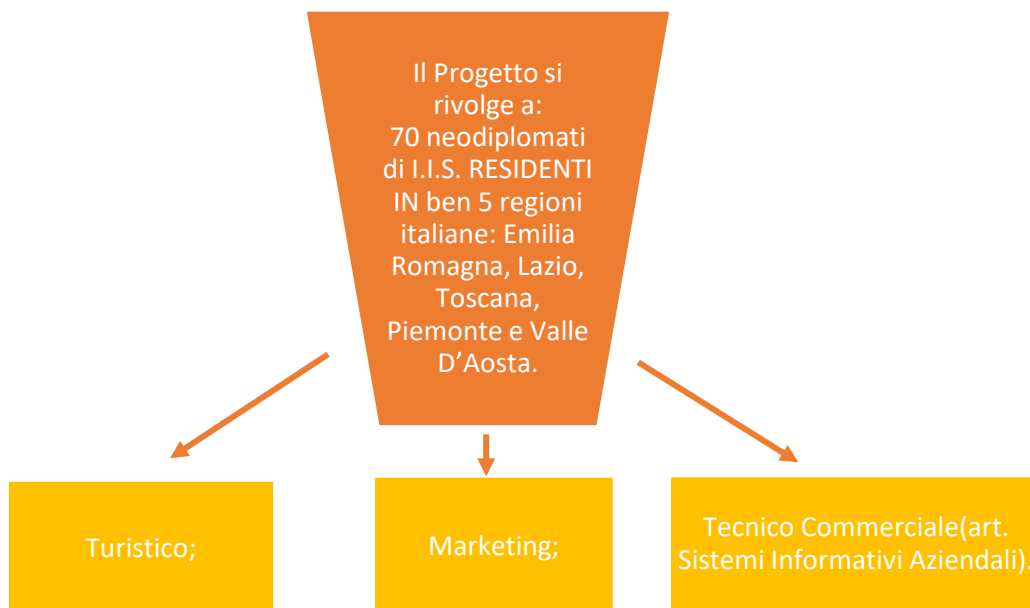 Il Progetto si
rivolge a:
70 neodiplomati
di I.I.S. RESIDENTI
IN ben 5 regioni
italiane: Emilia
Romagna, Lazio,
Toscana,
Piemonte e Valle
D’Aosta.
Turistico;
Marketing;
Tecnico Commerciale(art.
Sistemi Informativi Aziendali).